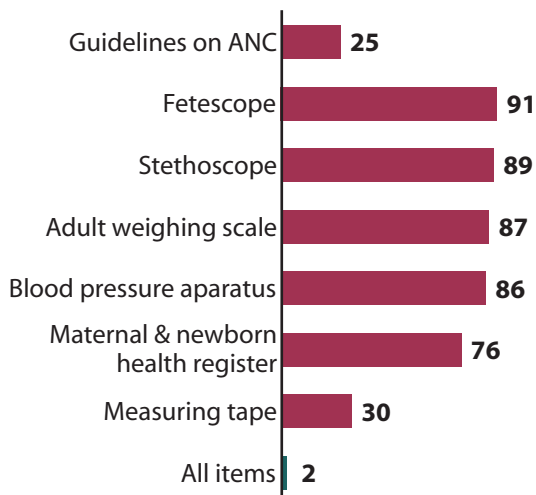 Guidelines on ANC 25
Fetescope 91
Stethoscope 89
Adult weighing scale 87
Blood pressure aparatus 86
Maternal & newborn
health register 76
Measuring tape 30
All items 2